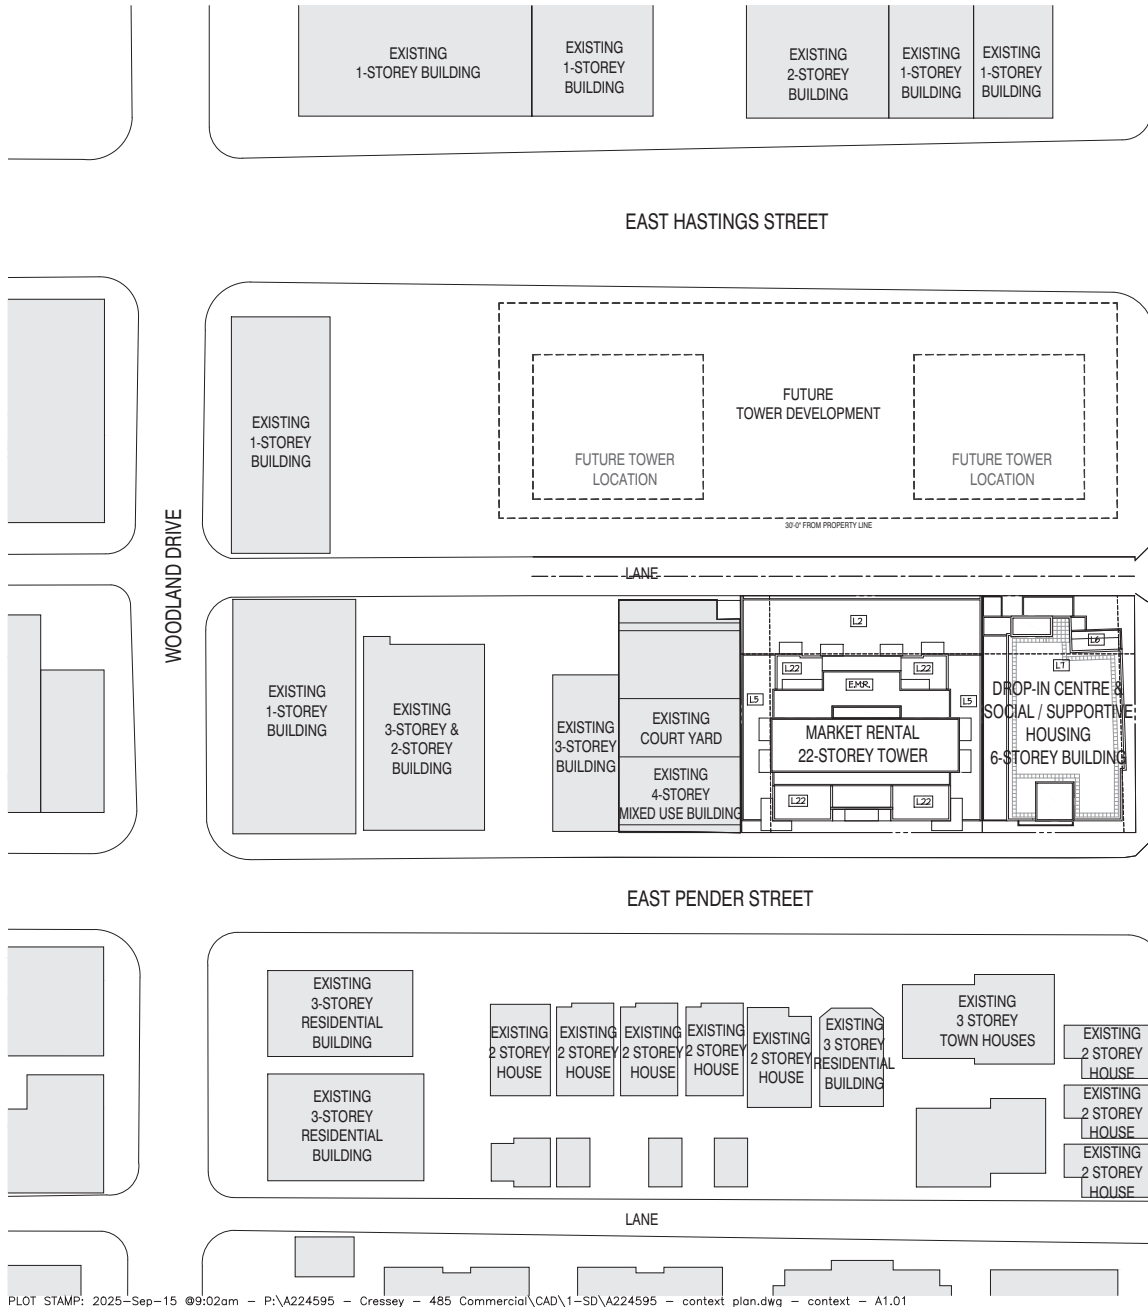 EXISTING
1-STOREY BUILDING
EXISTING
1-STOREY
BUILDING
EXISTING
2-STOREY
BUILDING
EXISTING
1-STOREY
BUILDING
EXISTING
1-STOREY
BUILDING
EAST HASTINGS STREET
EXISTING
1-STOREY
BUILDING
FUTURE
TOWER DEVELOPMENT
FUTURE TOWER
LOCATION
FUTURE TOWER
LOCATION
30'-0" FROM PROPERTY LINE
WOODLAND DRIVE
LANE
EXISTING
1-STOREY
BUILDING
EXISTING
3-STOREY &
2-STOREY
BUILDING
EXISTING
3-STOREY
BUILDING
EXISTING
COURT YARD
EXISTING
4-STOREY
MIXED USE BUILDING
L2
L22
L22
E.M.R.
L5
L5
MARKET RENTAL
22-STOREY TOWER
L22
L22
L6
L7
DROP-IN CENTRE &
SOCIAL / SUPPORTIVE
HOUSING
6-STOREY BUILDING
EAST PENDER STREET
EXISTING
3-STOREY
RESIDENTIAL
BUILDING
EXISTING
3-STOREY
RESIDENTIAL
BUILDING
EXISTING
2 STOREY
HOUSE
EXISTING
2 STOREY
HOUSE
EXISTING
2 STOREY
HOUSE
EXISTING
2 STOREY
HOUSE
EXISTING
2 STOREY
HOUSE
EXISTING
3 STOREY
RESIDENTIAL
BUILDING
EXISTING
3 STOREY
TOWN HOUSES
EXISTING
2 STOREY
HOUSE
EXISTING
2 STOREY
HOUSE
EXISTING
2 STOREY
HOUSE
LANE
PLOT STAMP: 2025-Sep-15 @9:02am - P:\A224595 - Cressey - 485 Commercial\CAD\1-SD\A224595 - context plan.dwg - context - A1.01